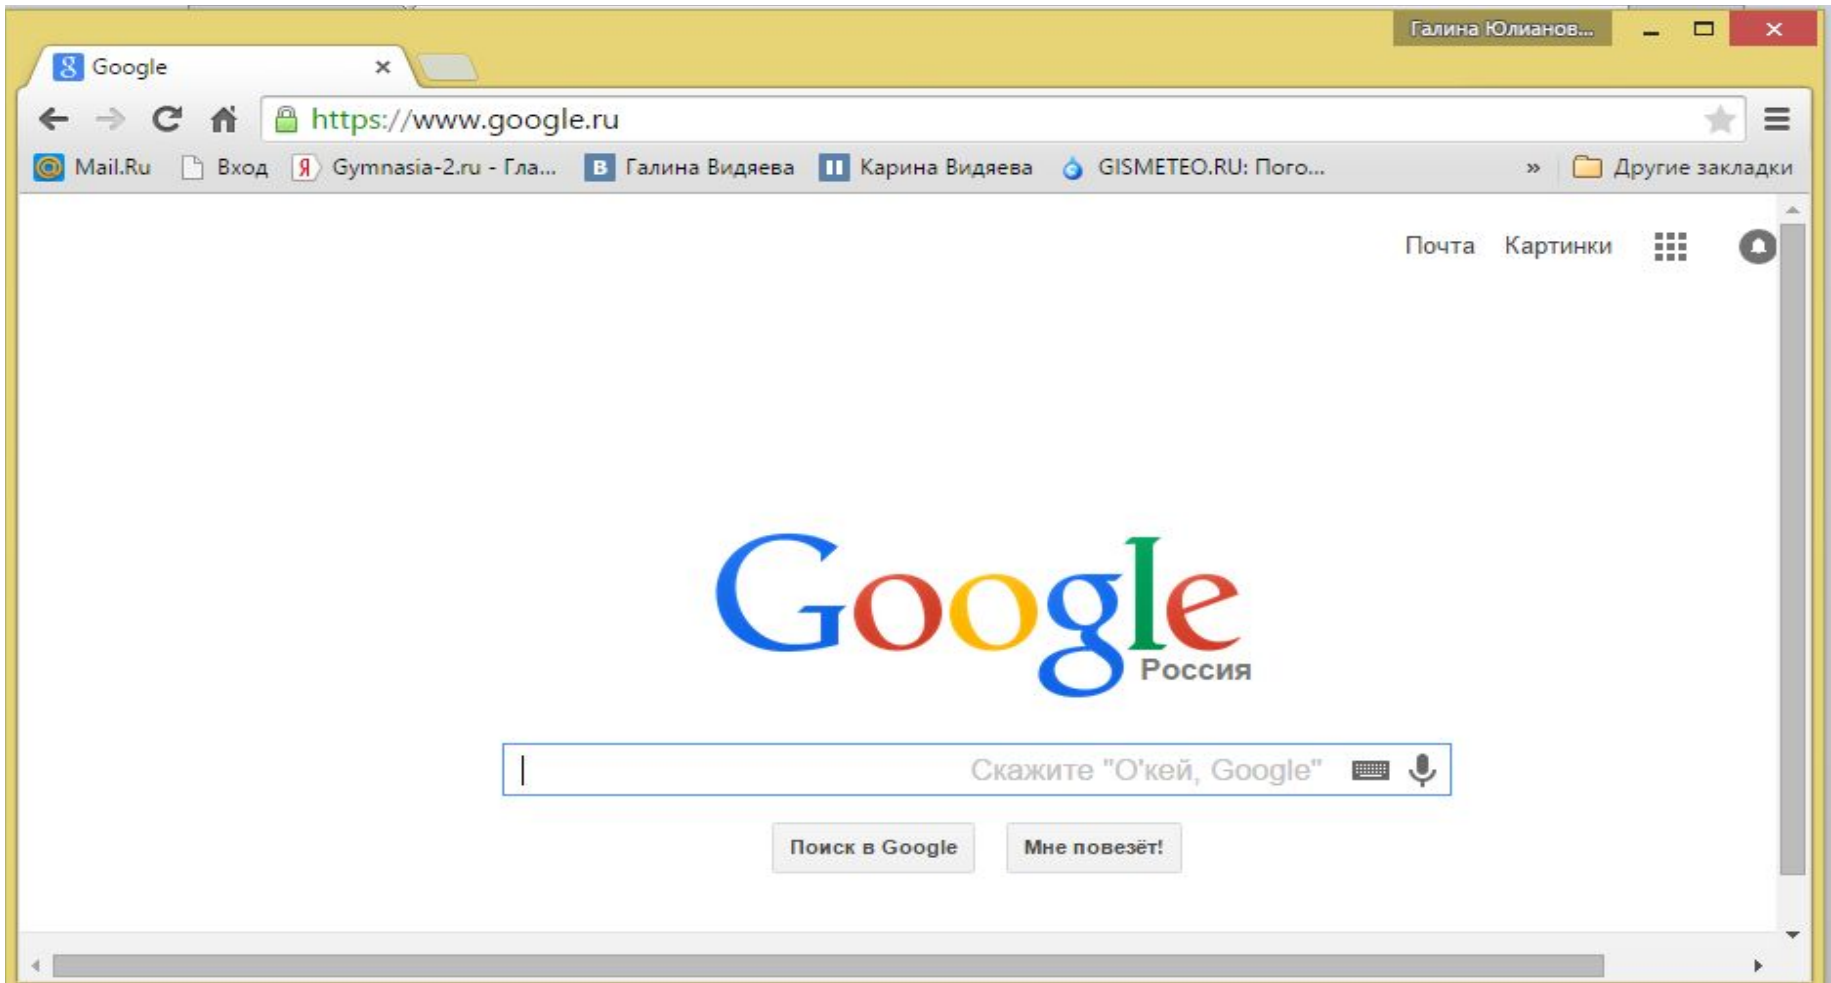 Галина Юлианов...
Google
https://www.google.ru
Mail.Ru Вход Gymnasia-2.ru - Гла... Галина Видяева Карина Видяева GISMETEO.RU: Пого... » Другие закладки
Почта Картинки
Google
Россия
Скажите "О'кей, Google"
Поиск в Google Мне повезёт!